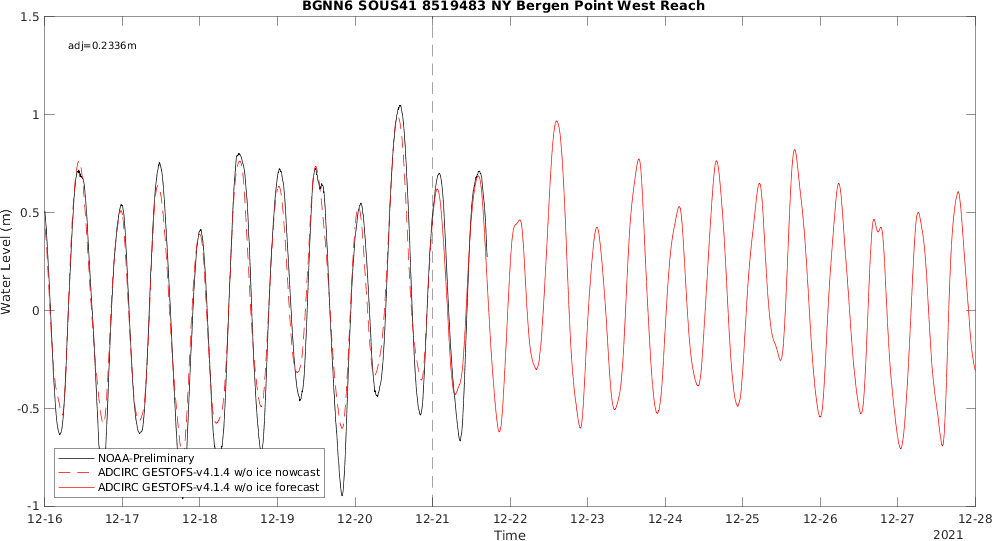 BGNN6 SOUS41 8519483 NY Bergen Point West Reach
adj=0.2336m
1.5
1
0.5
0
-0.5
-1
Water Level (m)
NOAA-Preliminary
ADCIRC GESTOFS-v4.1.4 w/o ice nowcast
ADCIRC GESTOFS-v4.1.4 w/o ice forecast
12-16 12-17 12-18 12-19 12-20 12-21 12-22 12-23 12-24 12-25 12-26 12-27 12-28
Time
2021